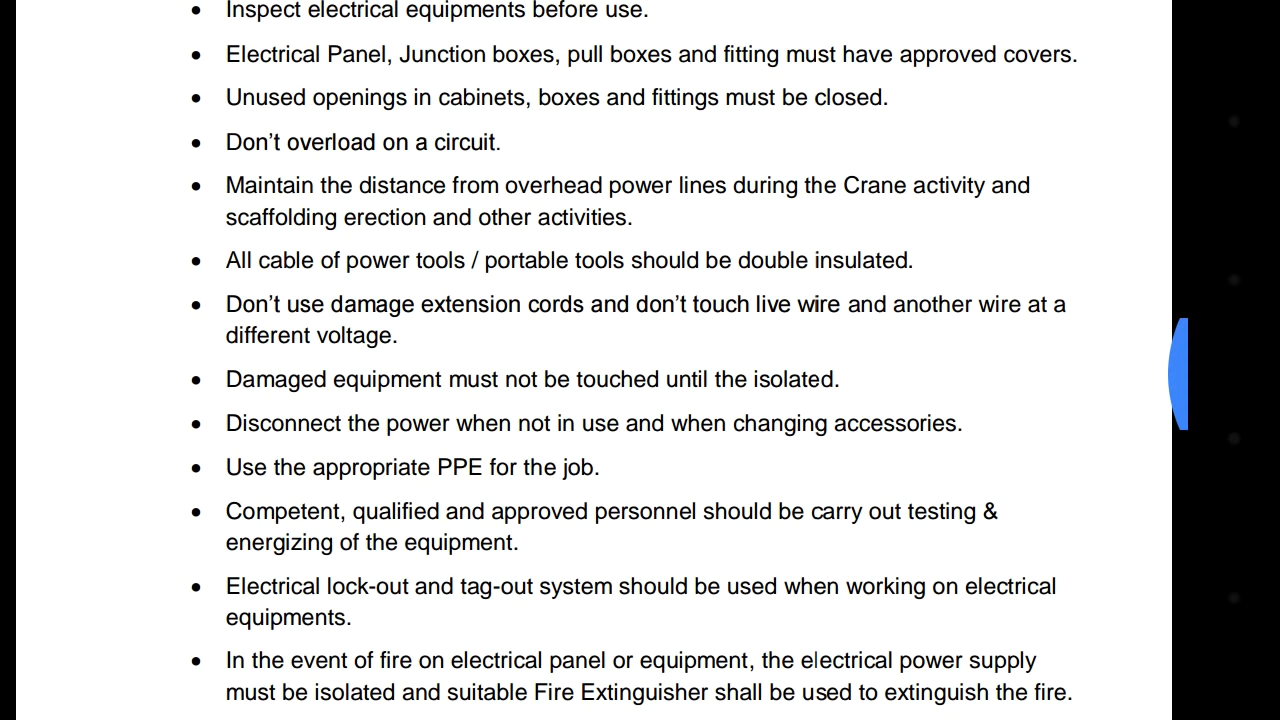 • Inspect electrical equipments before use.
• Electrical Panel, Junction boxes, pull boxes and fitting must have approved covers.
• Unused openings in cabinets, boxes and fittings must be closed.
• Don’t overload on a circuit.
• Maintain the distance from overhead power lines during the Crane activity and
scaffolding erection and other activities.
• All cable of power tools / portable tools should be double insulated.
• Don’t use damage extension cords and don’t touch live wire and another wire at a
different voltage.
• Damaged equipment must not be touched until the isolated.
• Disconnect the power when not in use and when changing accessories.
• Use the appropriate PPE for the job.
• Competent, qualified and approved personnel should be carry out testing &
energizing of the equipment.
• Electrical lock-out and tag-out system should be used when working on electrical
equipments.
• In the event of fire on electrical panel or equipment, the electrical power supply
must be isolated and suitable Fire Extinguisher shall be used to extinguish the fire.